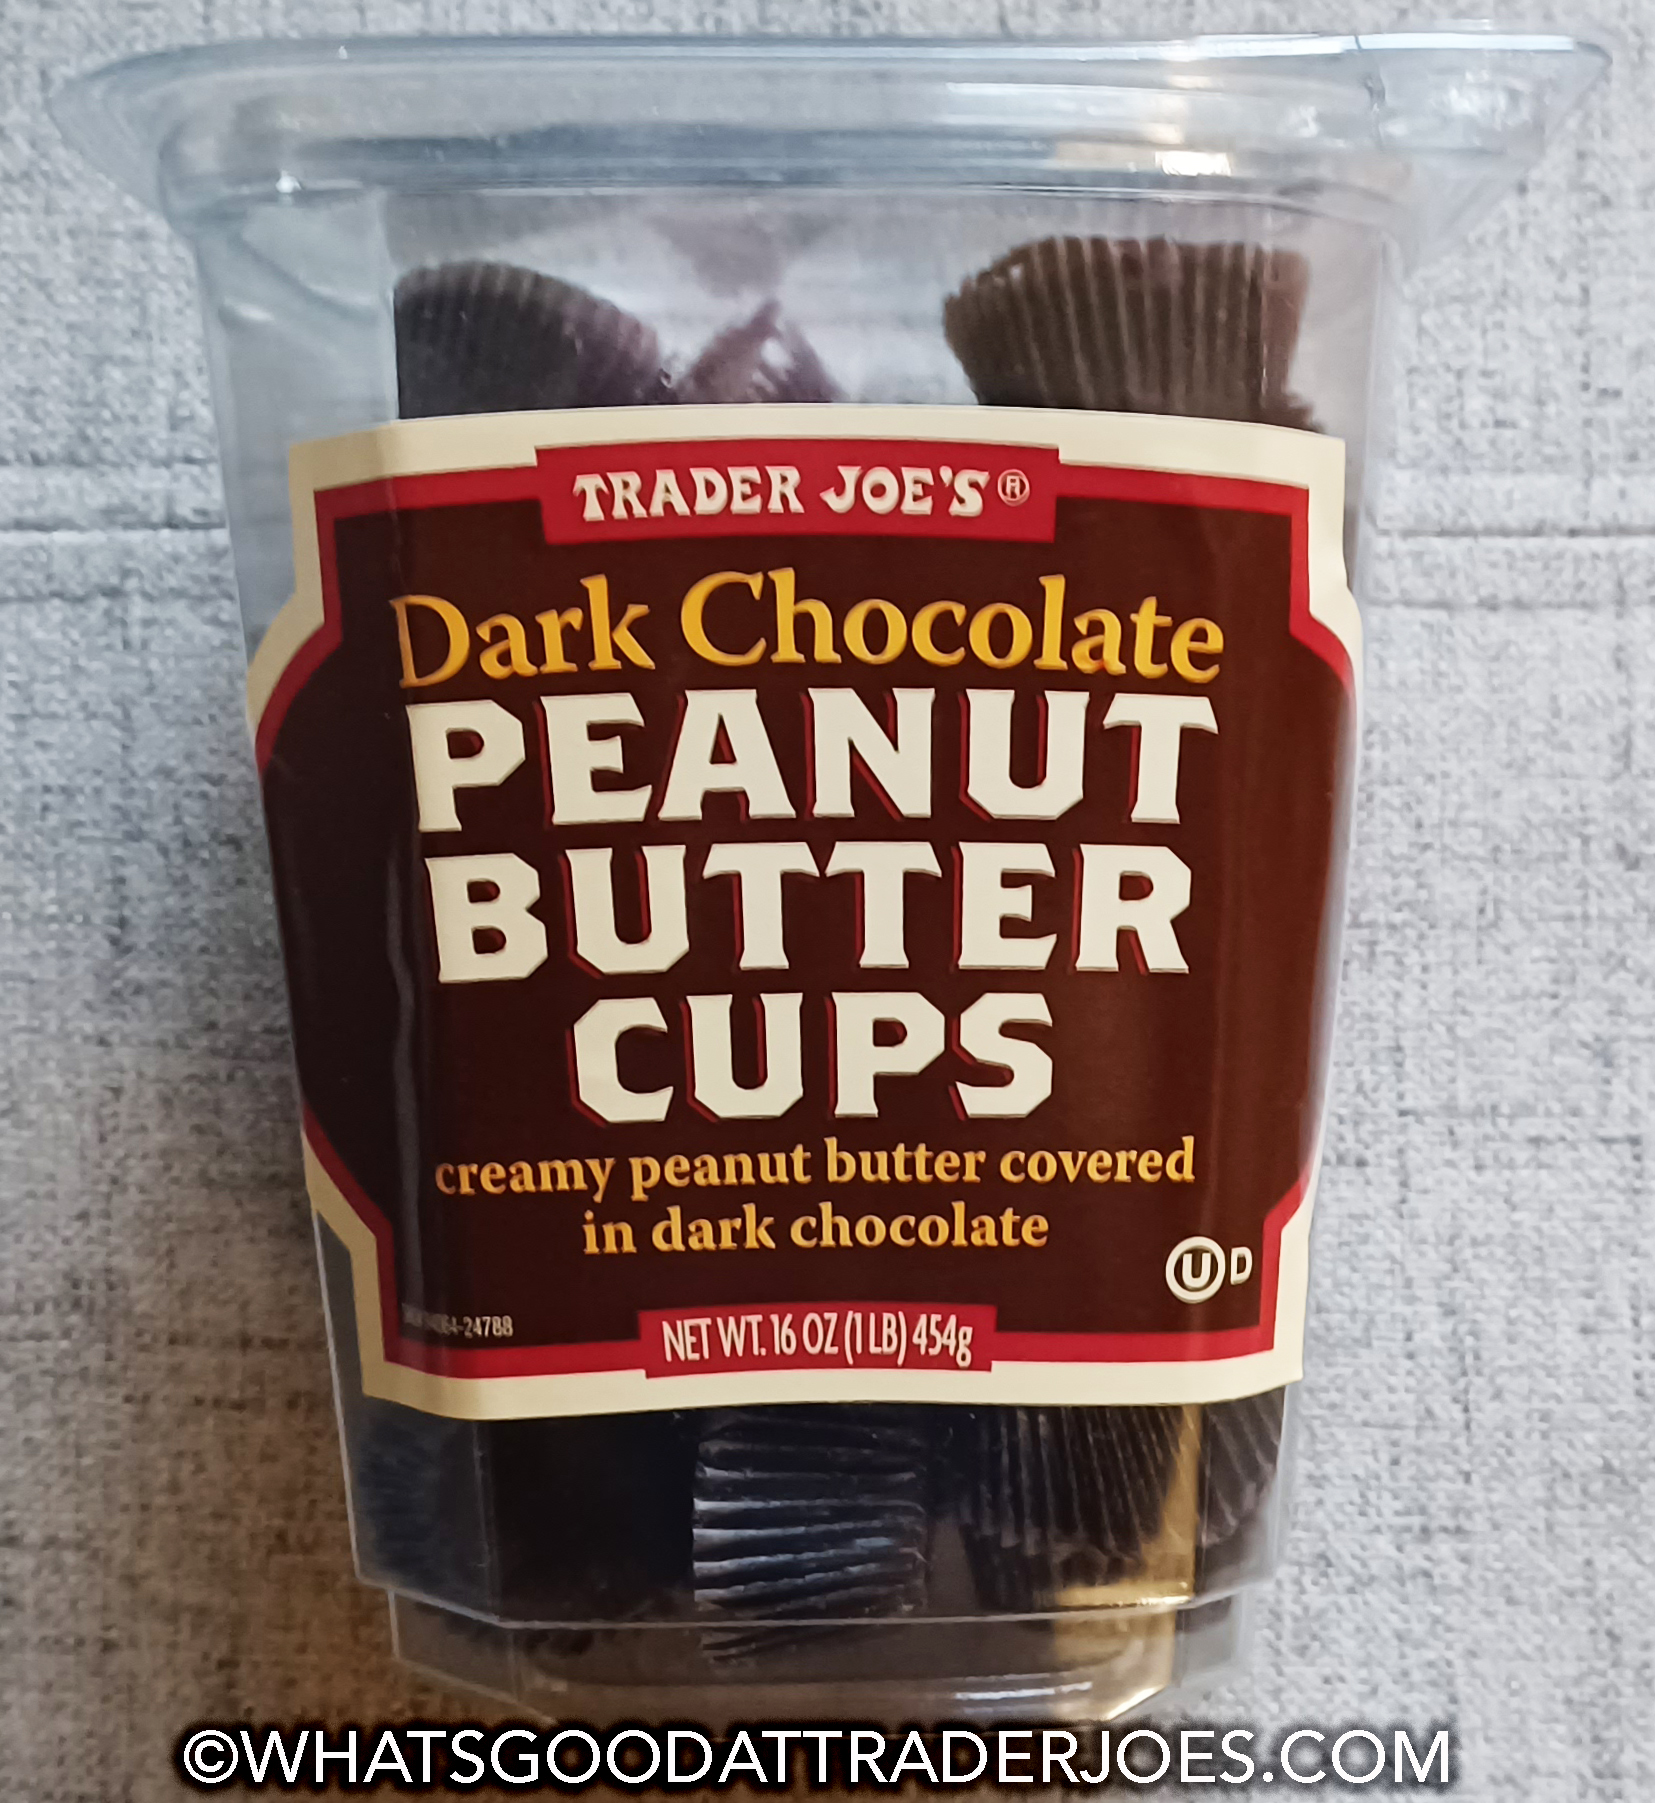 TRADER JOE'S®
Dark Chocolate
PEANUT
BUTTER
CUPS
creamy peanut butter covered
in dark chocolate
U D
24788
NET WT. 16 OZ (1 LB) 454g
©WHATSGOODATTRADERJOES.COM